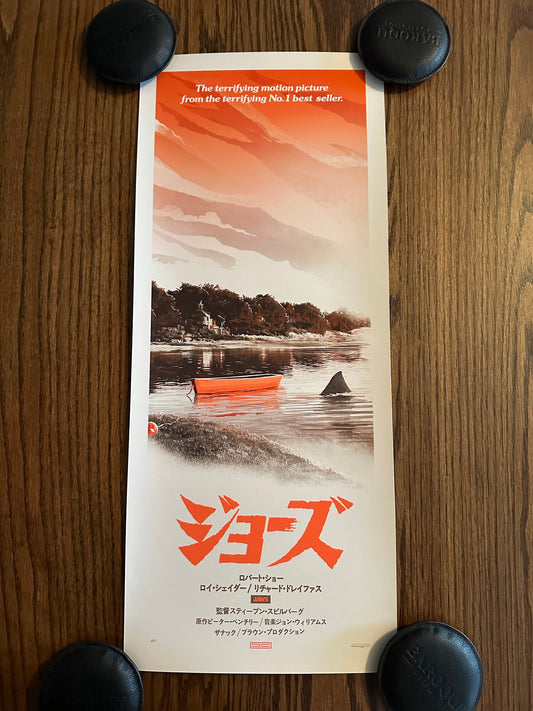 BAROQUE
BAROQUE
The terrifying motion picture
from the terrifying No.1 best seller.
ジョーズ
ロバート・ショー
ロイ・シェイダー / リチャード・ドレイファス
JAWS
監督スティーブン・スピルバーグ
原作ピーター・ベンチリー / 音楽ジョン・ウィリアムス
ザナック / ブラウン・プロダクション
BAROQUE